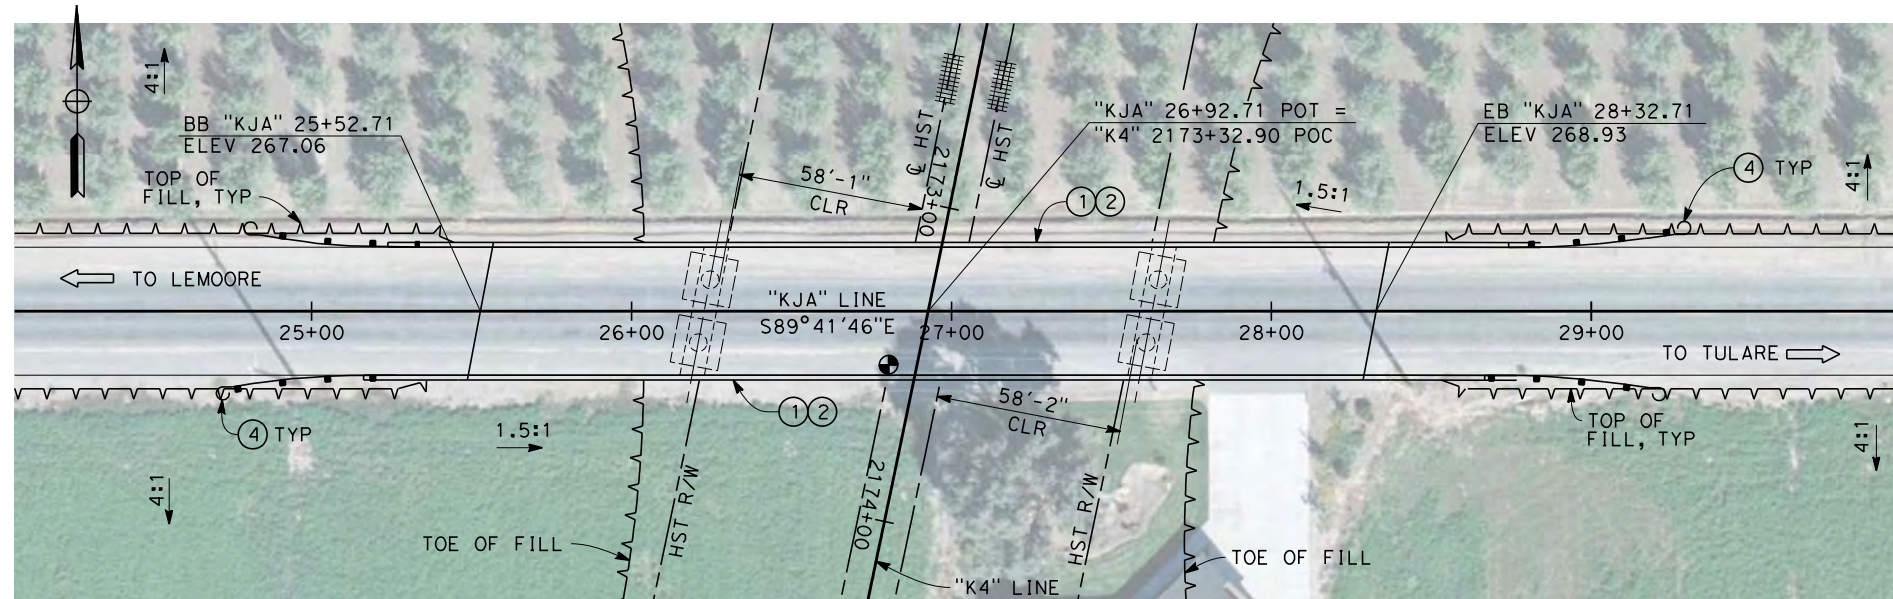 4:1
BB "KJA" 25+52.71
ELEV 267.06
TOP OF
FILL, TYP
58'-1"
CLR
℄ HST
2173+00
℄ HST
"KJA" 26+92.71 POT =
"K4" 2173+32.90 POC
EB "KJA" 28+32.71
ELEV 268.93
4 TYP
4:1
1.5:1
1 2
TO LEMOORE
"KJA" LINE
S89°41'46"E
25+00
26+00
27+00
28+00
29+00
TO TULARE
4 TYP
1.5:1
4:1
1 2
58'-2"
CLR
TOP OF
FILL, TYP
4:1
HST R/W
2174+00
HST R/W
TOE OF FILL
"K4" LINE
TOE OF FILL